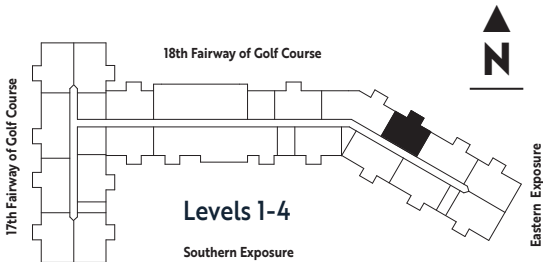 18th Fairway of Golf Course
N
17th Fairway of Golf Course
Eastern Exposure
Levels 1-4
Southern Exposure